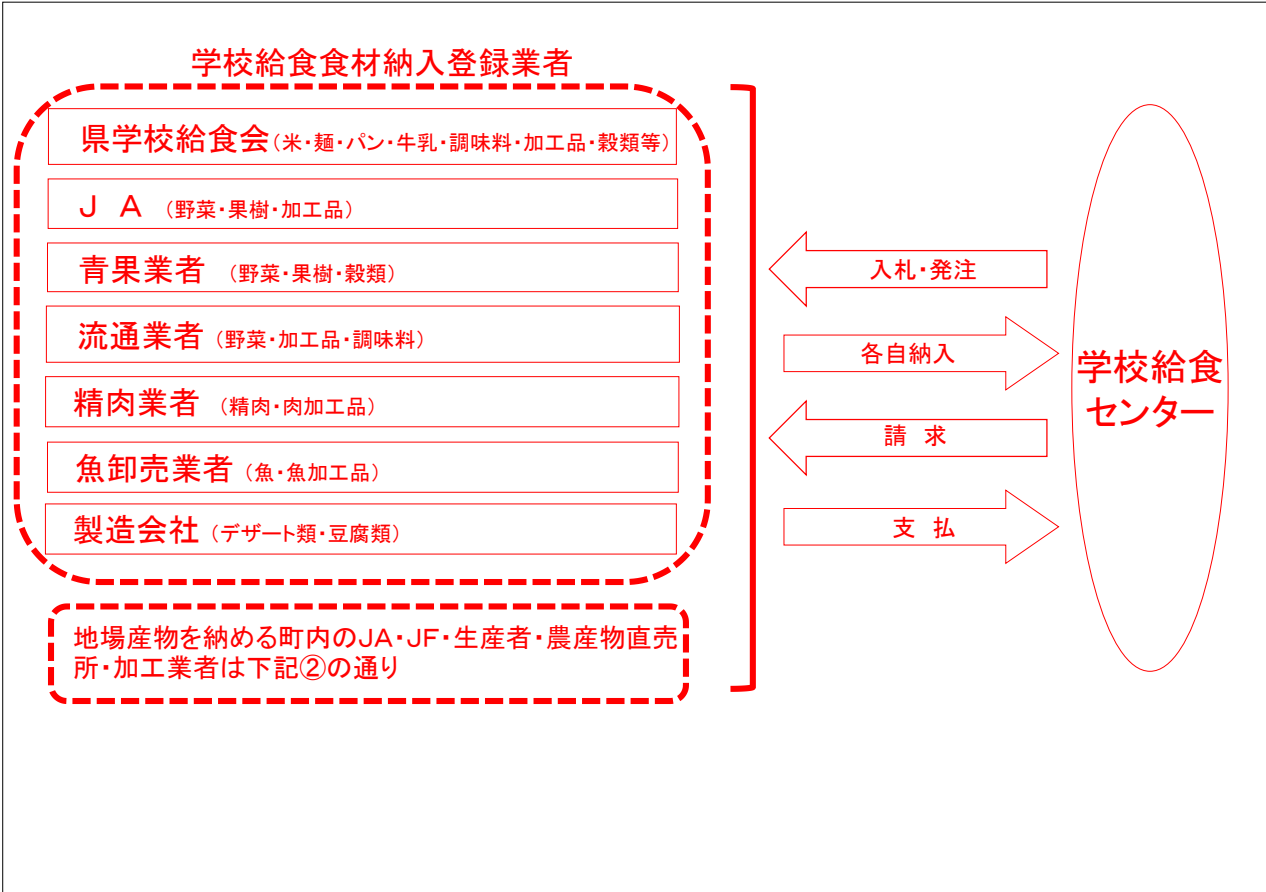 学校給食食材納入登録業者
県学校給食会(米・麺・パン・牛乳・調味料・加工品・穀類等)
ＪＡ (野菜・果樹・加工品)
青果業者 (野菜・果樹・穀類)
流通業者(野菜・加工品・調味料)
精肉業者 (精肉・肉加工品)
魚卸売業者(魚・魚加工品)
製造会社(デザート類・豆腐類)
地場産物を納める町内のJA・JF・生産者・農産物直売
所・加工業者は下記②の通り
入札・発注
各自納入
請 求
支 払
学校給食
センター